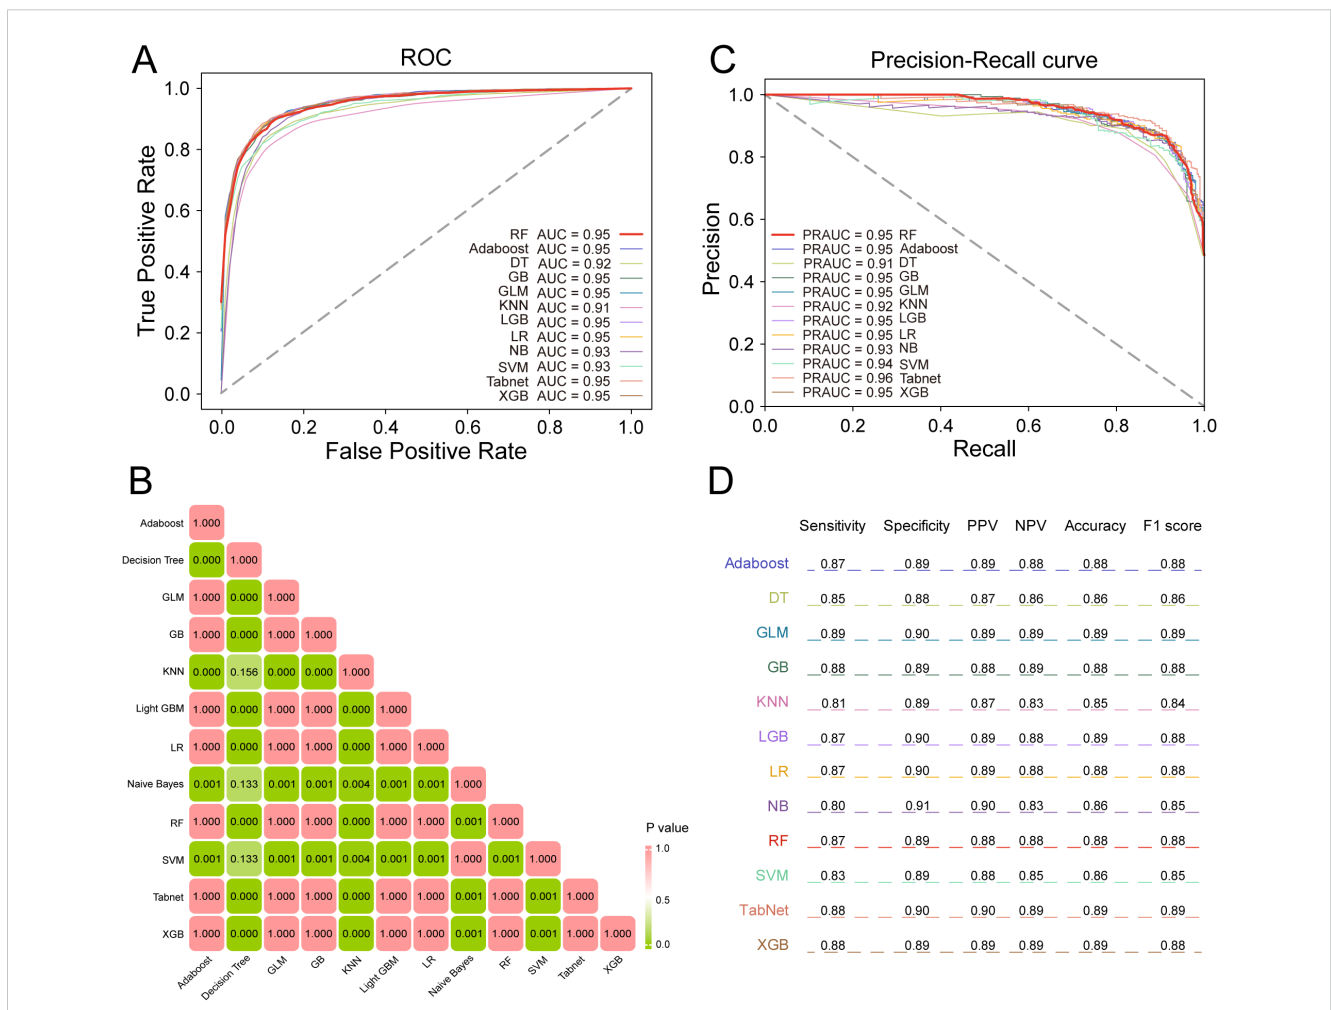 A
ROC
True Positive Rate
1.0
0.8
0.6
0.4
0.2
0.0
RF AUC = 0.95
Adaboost AUC = 0.95
DT AUC = 0.92
GB AUC = 0.95
GLM AUC = 0.95
KNN AUC = 0.91
LGB AUC = 0.95
LR AUC = 0.95
NB AUC = 0.93
SVM AUC = 0.93
Tabnet AUC = 0.95
XGB AUC = 0.95
0.0 0.2 0.4 0.6 0.8 1.0
False Positive Rate
C
Precision-Recall curve
Precision
1.0
0.8
0.6
0.4
0.2
0.0
PRAUC = 0.95 RF
PRAUC = 0.95 Adaboost
PRAUC = 0.91 DT
PRAUC = 0.95 GB
PRAUC = 0.95 GLM
PRAUC = 0.92 KNN
PRAUC = 0.95 LGB
PRAUC = 0.95 LR
PRAUC = 0.93 NB
PRAUC = 0.94 SVM
PRAUC = 0.96 Tabnet
PRAUC = 0.95 XGB
0.0 0.2 0.4 0.6 0.8 1.0
Recall
B
Adaboost 1.000
Decision Tree 0.000 1.000
GLM 1.000 0.000 1.000
GB 1.000 0.000 1.000 1.000
KNN 0.000 0.156 0.000 0.000 1.000
Light GBM 1.000 0.000 1.000 1.000 0.000 1.000
LR 1.000 0.000 1.000 1.000 0.000 1.000 1.000
Naive Bayes 0.001 0.133 0.001 0.001 0.004 0.001 0.001 1.000
RF 1.000 0.000 1.000 1.000 0.000 1.000 1.000 0.001 1.000
SVM 0.001 0.133 0.001 0.001 0.004 0.001 0.001 1.000 0.001 1.000
Tabnet 1.000 0.000 1.000 1.000 0.000 1.000 1.000 0.001 1.000 0.001 1.000
XGB 1.000 0.000 1.000 1.000 0.000 1.000 1.000 0.001 1.000 0.001 1.000 1.000
Adaboost Decision Tree GLM GB KNN Light GBM LR Naive Bayes RF SVM Tabnet XGB
P value
1.0
0.5
0.0
D
Sensitivity Specificity PPV NPV Accuracy F1 score
Adaboost 0.87 0.89 0.89 0.88 0.88 0.88
DT 0.85 0.88 0.87 0.86 0.86 0.86
GLM 0.89 0.90 0.89 0.89 0.89 0.89
GB 0.88 0.89 0.88 0.89 0.88 0.88
KNN 0.81 0.89 0.87 0.83 0.85 0.84
LGB 0.87 0.90 0.89 0.88 0.89 0.88
LR 0.87 0.90 0.89 0.88 0.88 0.88
NB 0.80 0.91 0.90 0.83 0.86 0.85
RF 0.87 0.89 0.88 0.88 0.88 0.88
SVM 0.83 0.89 0.88 0.85 0.86 0.85
TabNet 0.88 0.90 0.90 0.89 0.89 0.89
XGB 0.88 0.89 0.89 0.89 0.89 0.88